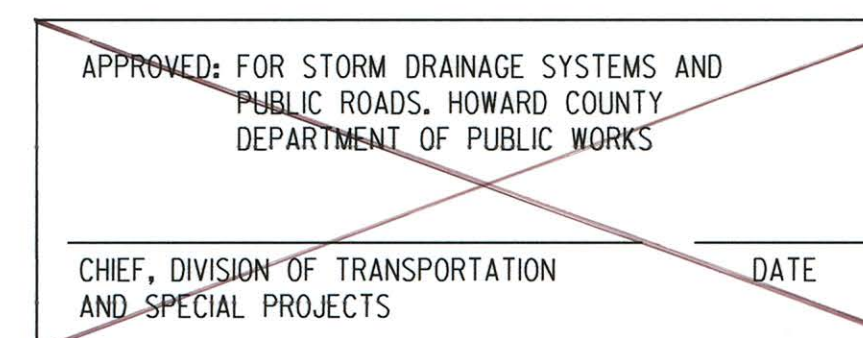 APPROVED: FOR STORM DRAINAGE SYSTEMS AND
PUBLIC ROADS. HOWARD COUNTY
DEPARTMENT OF PUBLIC WORKS
CHIEF, DIVISION OF TRANSPORTATION
AND SPECIAL PROJECTS
DATE